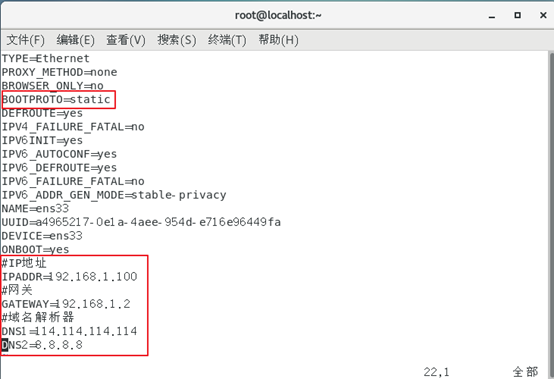 root@localhost:~
文件(F) 编辑(E) 查看(V) 搜索(S) 终端(T) 帮助(H)
TYPE=Ethernet
PROXY_METHOD=none
BROWSER_ONLY=no
BOOTPROTO=static
DEFROUTE=yes
IPV4_FAILURE_FATAL=no
IPV6INIT=yes
IPV6_AUTOCONF=yes
IPV6_DEFROUTE=yes
IPV6_FAILURE_FATAL=no
IPV6_ADDR_GEN_MODE=stable-privacy
NAME=ens33
UUID=a4965217-0e1a-4aee-954d-e716e96449fa
DEVICE=ens33
ONBOOT=yes
#IP地址
IPADDR=192.168.1.100
#网关
GATEWAY=192.168.1.2
#域名解析器
DNS1=114.114.114.114
DNS2=8.8.8.8
22,1 全部